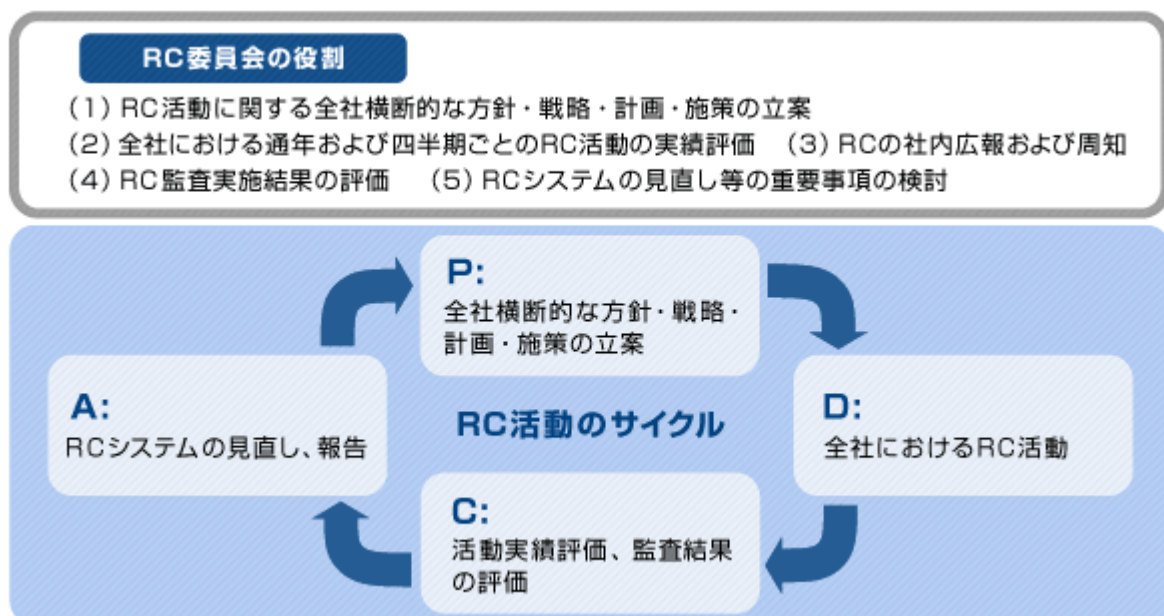 RC委員会の役割
(1) RC活動に関する全社横断的な方針・戦略・計画・施策の立案
(2) 全社における通年および四半期ごとのRC活動の実績評価 (3) RCの社内広報および周知
(4) RC監査実施結果の評価 (5) RCシステムの見直し等の重要事項の検討
P:
全社横断的な方針・戦略・
計画・施策の立案
A:
RCシステムの見直し、報告
RC活動のサイクル
D:
全社におけるRC活動
C:
活動実績評価、監査結果
の評価